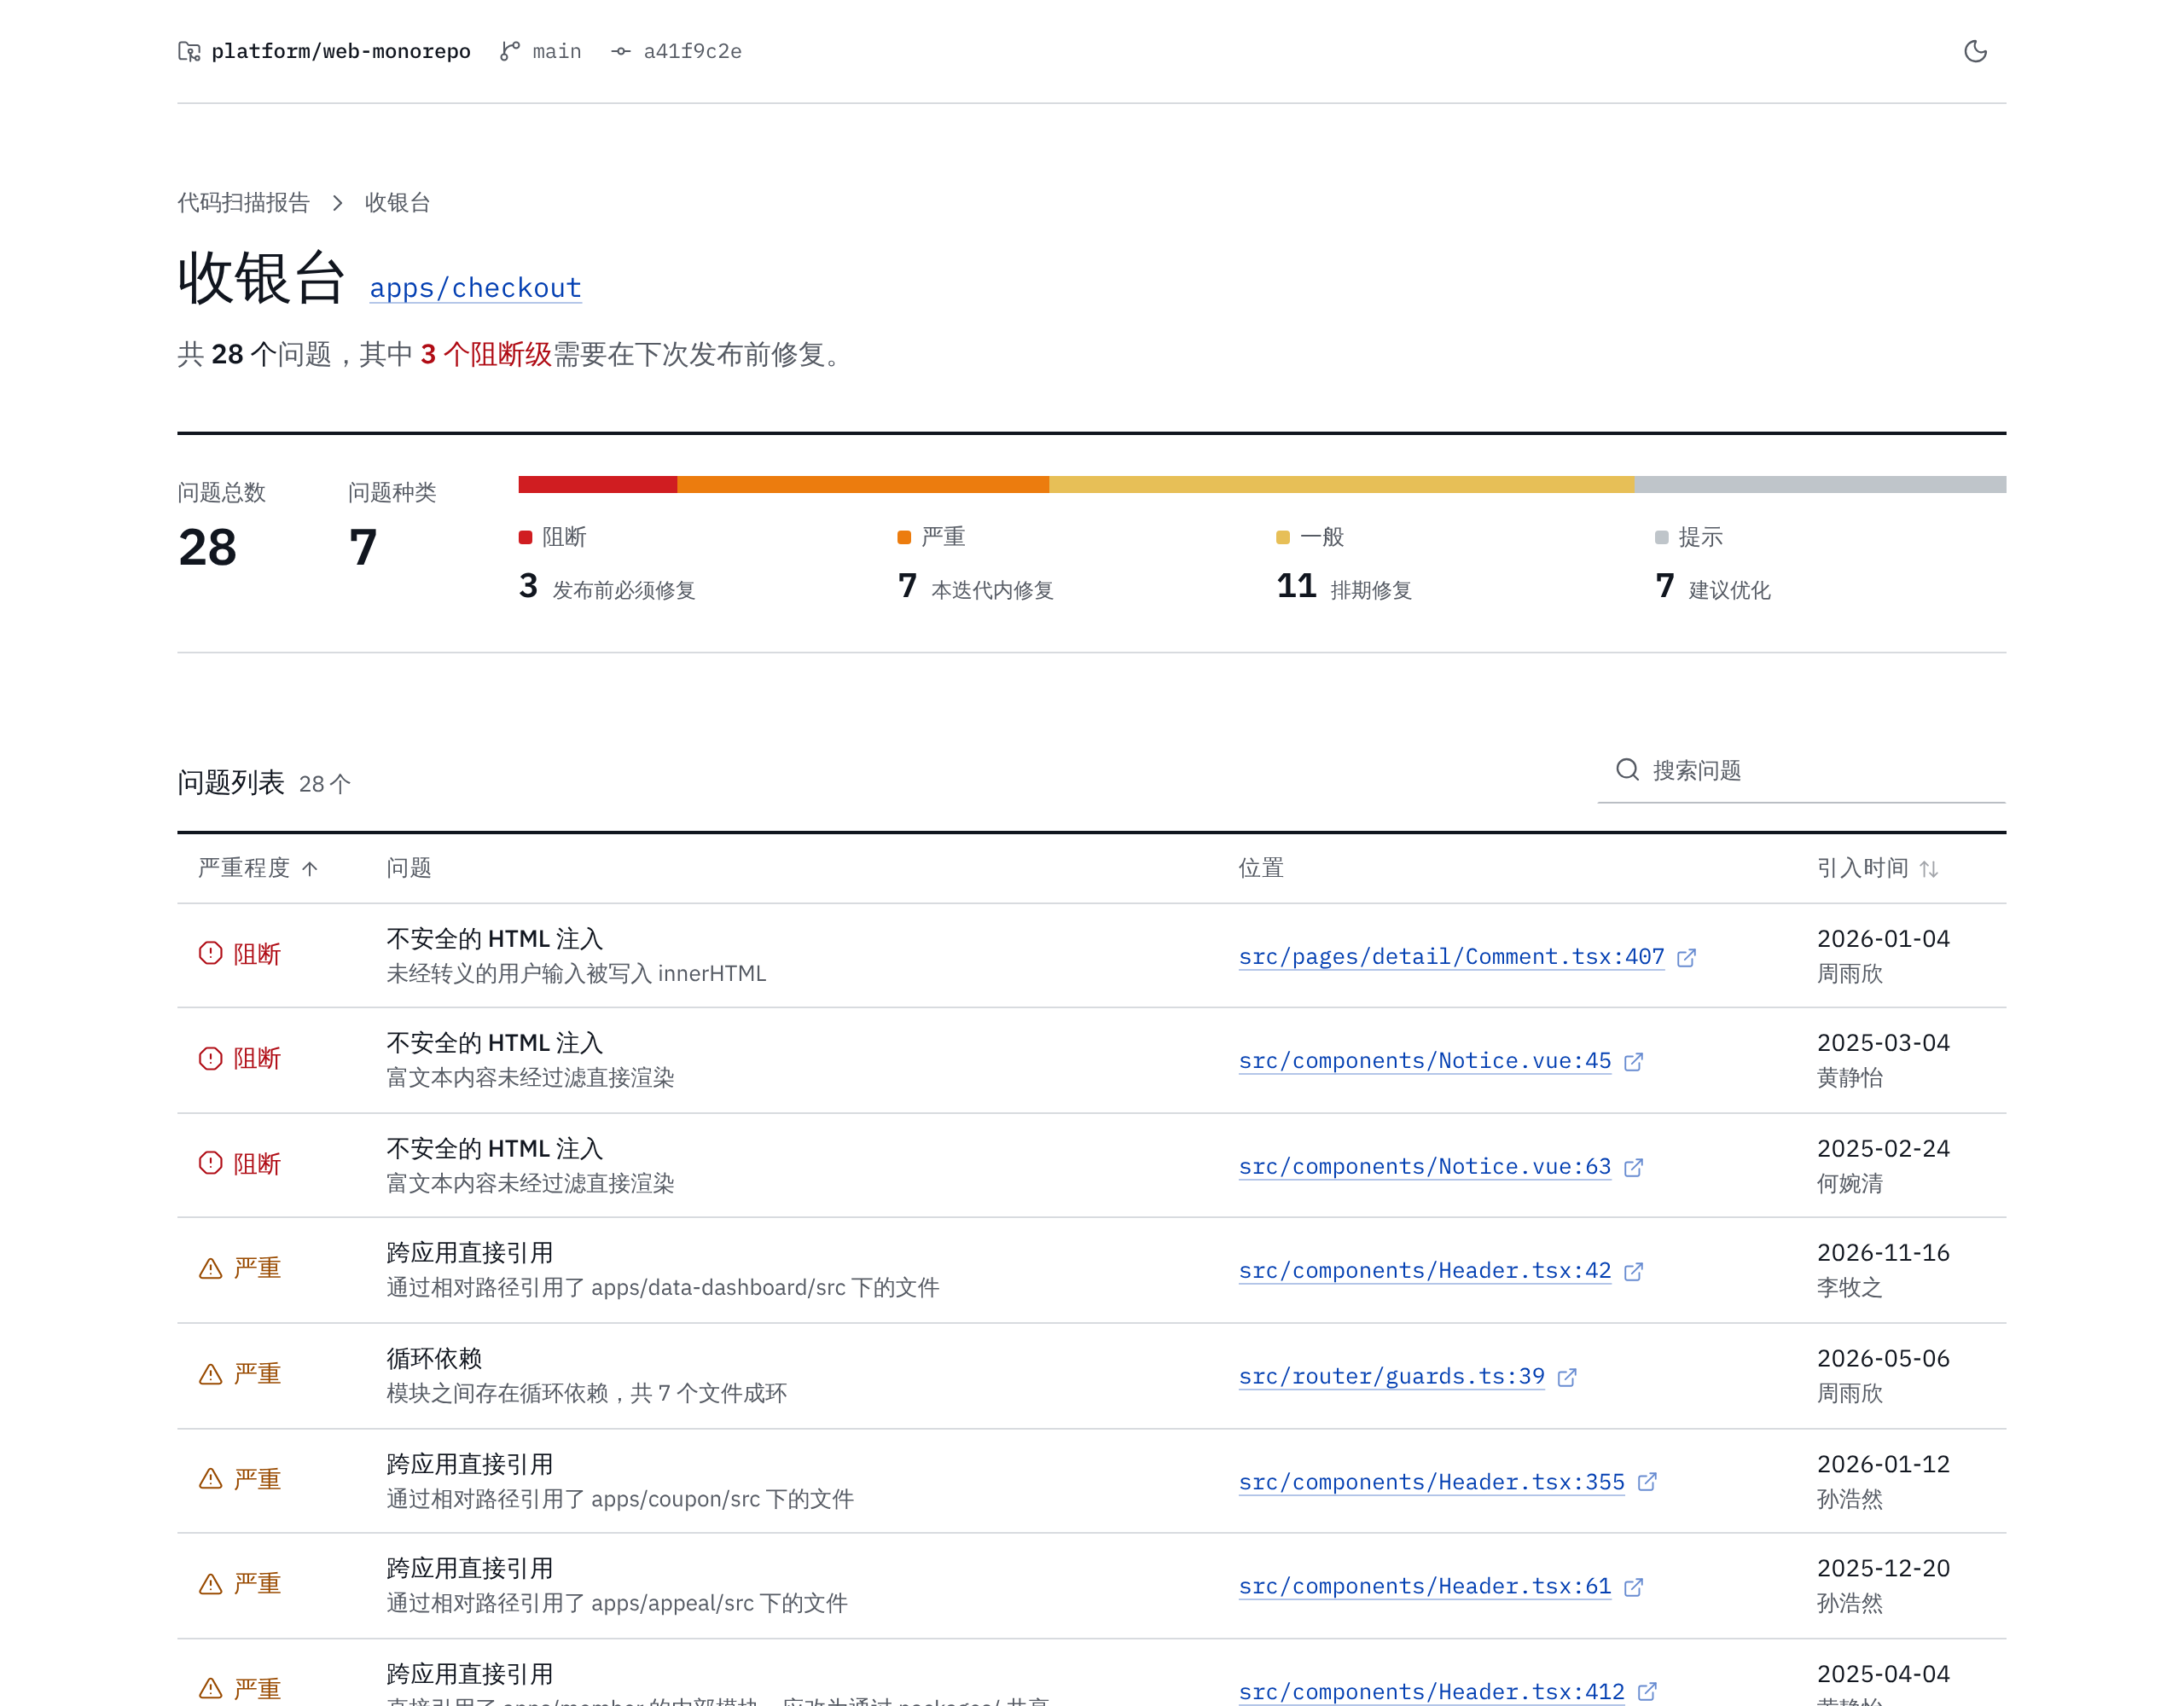 platform/web-monorepo main a41f9c2e
代码扫描报告 收银台
收银台 apps/checkout
共 28 个问题，其中 3 个阻断级需要在下次发布前修复。
问题总数
28
问题种类
7
阻断
3 发布前必须修复
严重
7 本迭代内修复
一般
11 排期修复
提示
7 建议优化
问题列表 28 个
搜索问题
严重程度 问题 位置 引入时间
阻断
不安全的 HTML 注入
未经转义的用户输入被写入 innerHTML
src/pages/detail/Comment.tsx:407
2026-01-04
周雨欣
阻断
不安全的 HTML 注入
富文本内容未经过滤直接渲染
src/components/Notice.vue:45
2025-03-04
黄静怡
阻断
不安全的 HTML 注入
富文本内容未经过滤直接渲染
src/components/Notice.vue:63
2025-02-24
何婉清
严重
跨应用直接引用
通过相对路径引用了 apps/data-dashboard/src 下的文件
src/components/Header.tsx:42
2026-11-16
李牧之
严重
循环依赖
模块之间存在循环依赖，共 7 个文件成环
src/router/guards.ts:39
2026-05-06
周雨欣
严重
跨应用直接引用
通过相对路径引用了 apps/coupon/src 下的文件
src/components/Header.tsx:355
2026-01-12
孙浩然
严重
跨应用直接引用
通过相对路径引用了 apps/appeal/src 下的文件
src/components/Header.tsx:61
2025-12-20
孙浩然
严重
跨应用直接引用
src/components/Header.tsx:412
2025-04-04